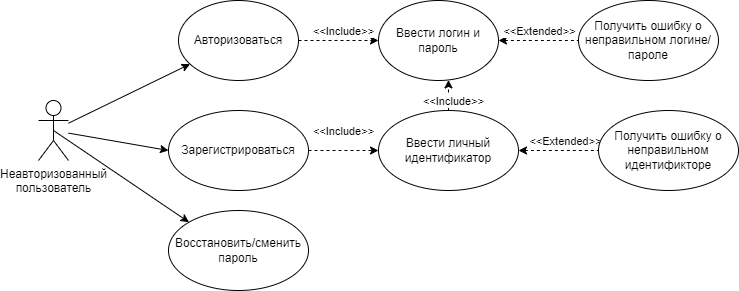 Авторизоваться
<<Include>>
Ввести логин и
пароль
<<Extended>>
Получить ошибку о
неправильном логине/
пароле
<<Include>>
Неавторизованный
пользователь
Зарегистрироваться
<<Include>>
Ввести личный
идентификатор
<<Extended>>
Получить ошибку о
неправильном
идентификторе
Восстановить/сменить
пароль